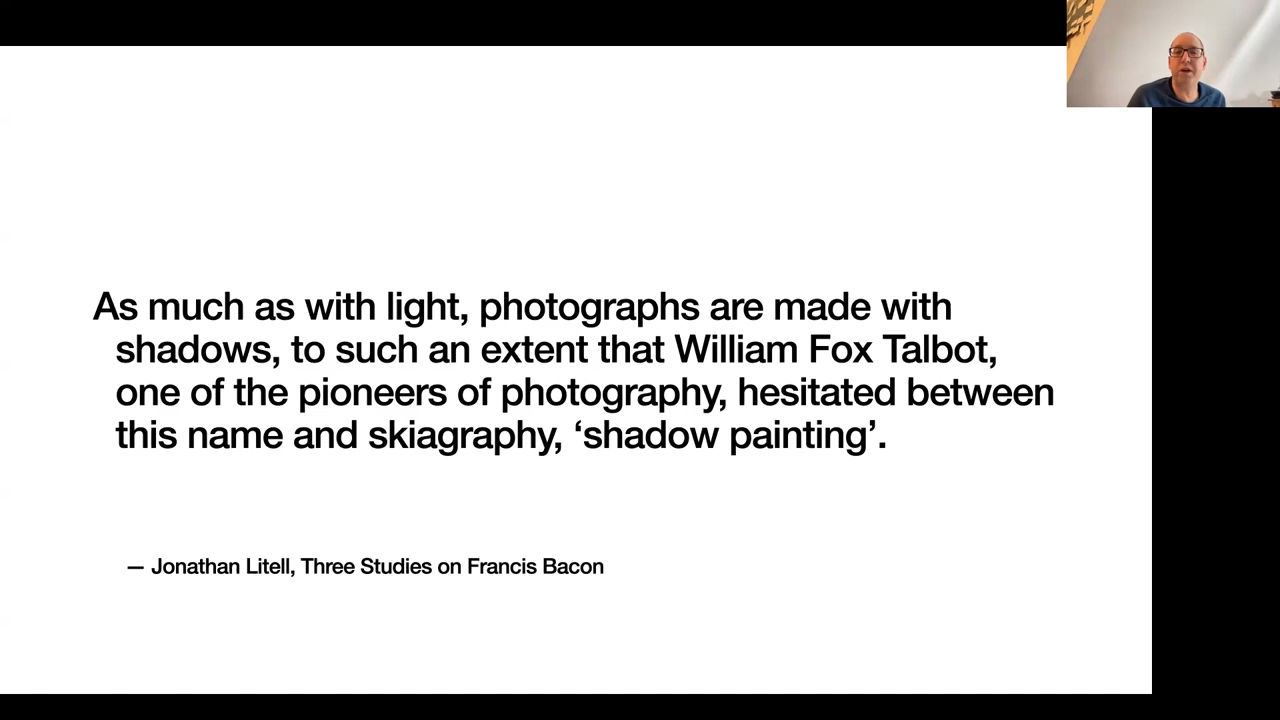 As much as with light, photographs are made with
shadows, to such an extent that William Fox Talbot,
one of the pioneers of photography, hesitated between
this name and skiagraphy, ‘shadow painting’.
— Jonathan Litell, Three Studies on Francis Bacon